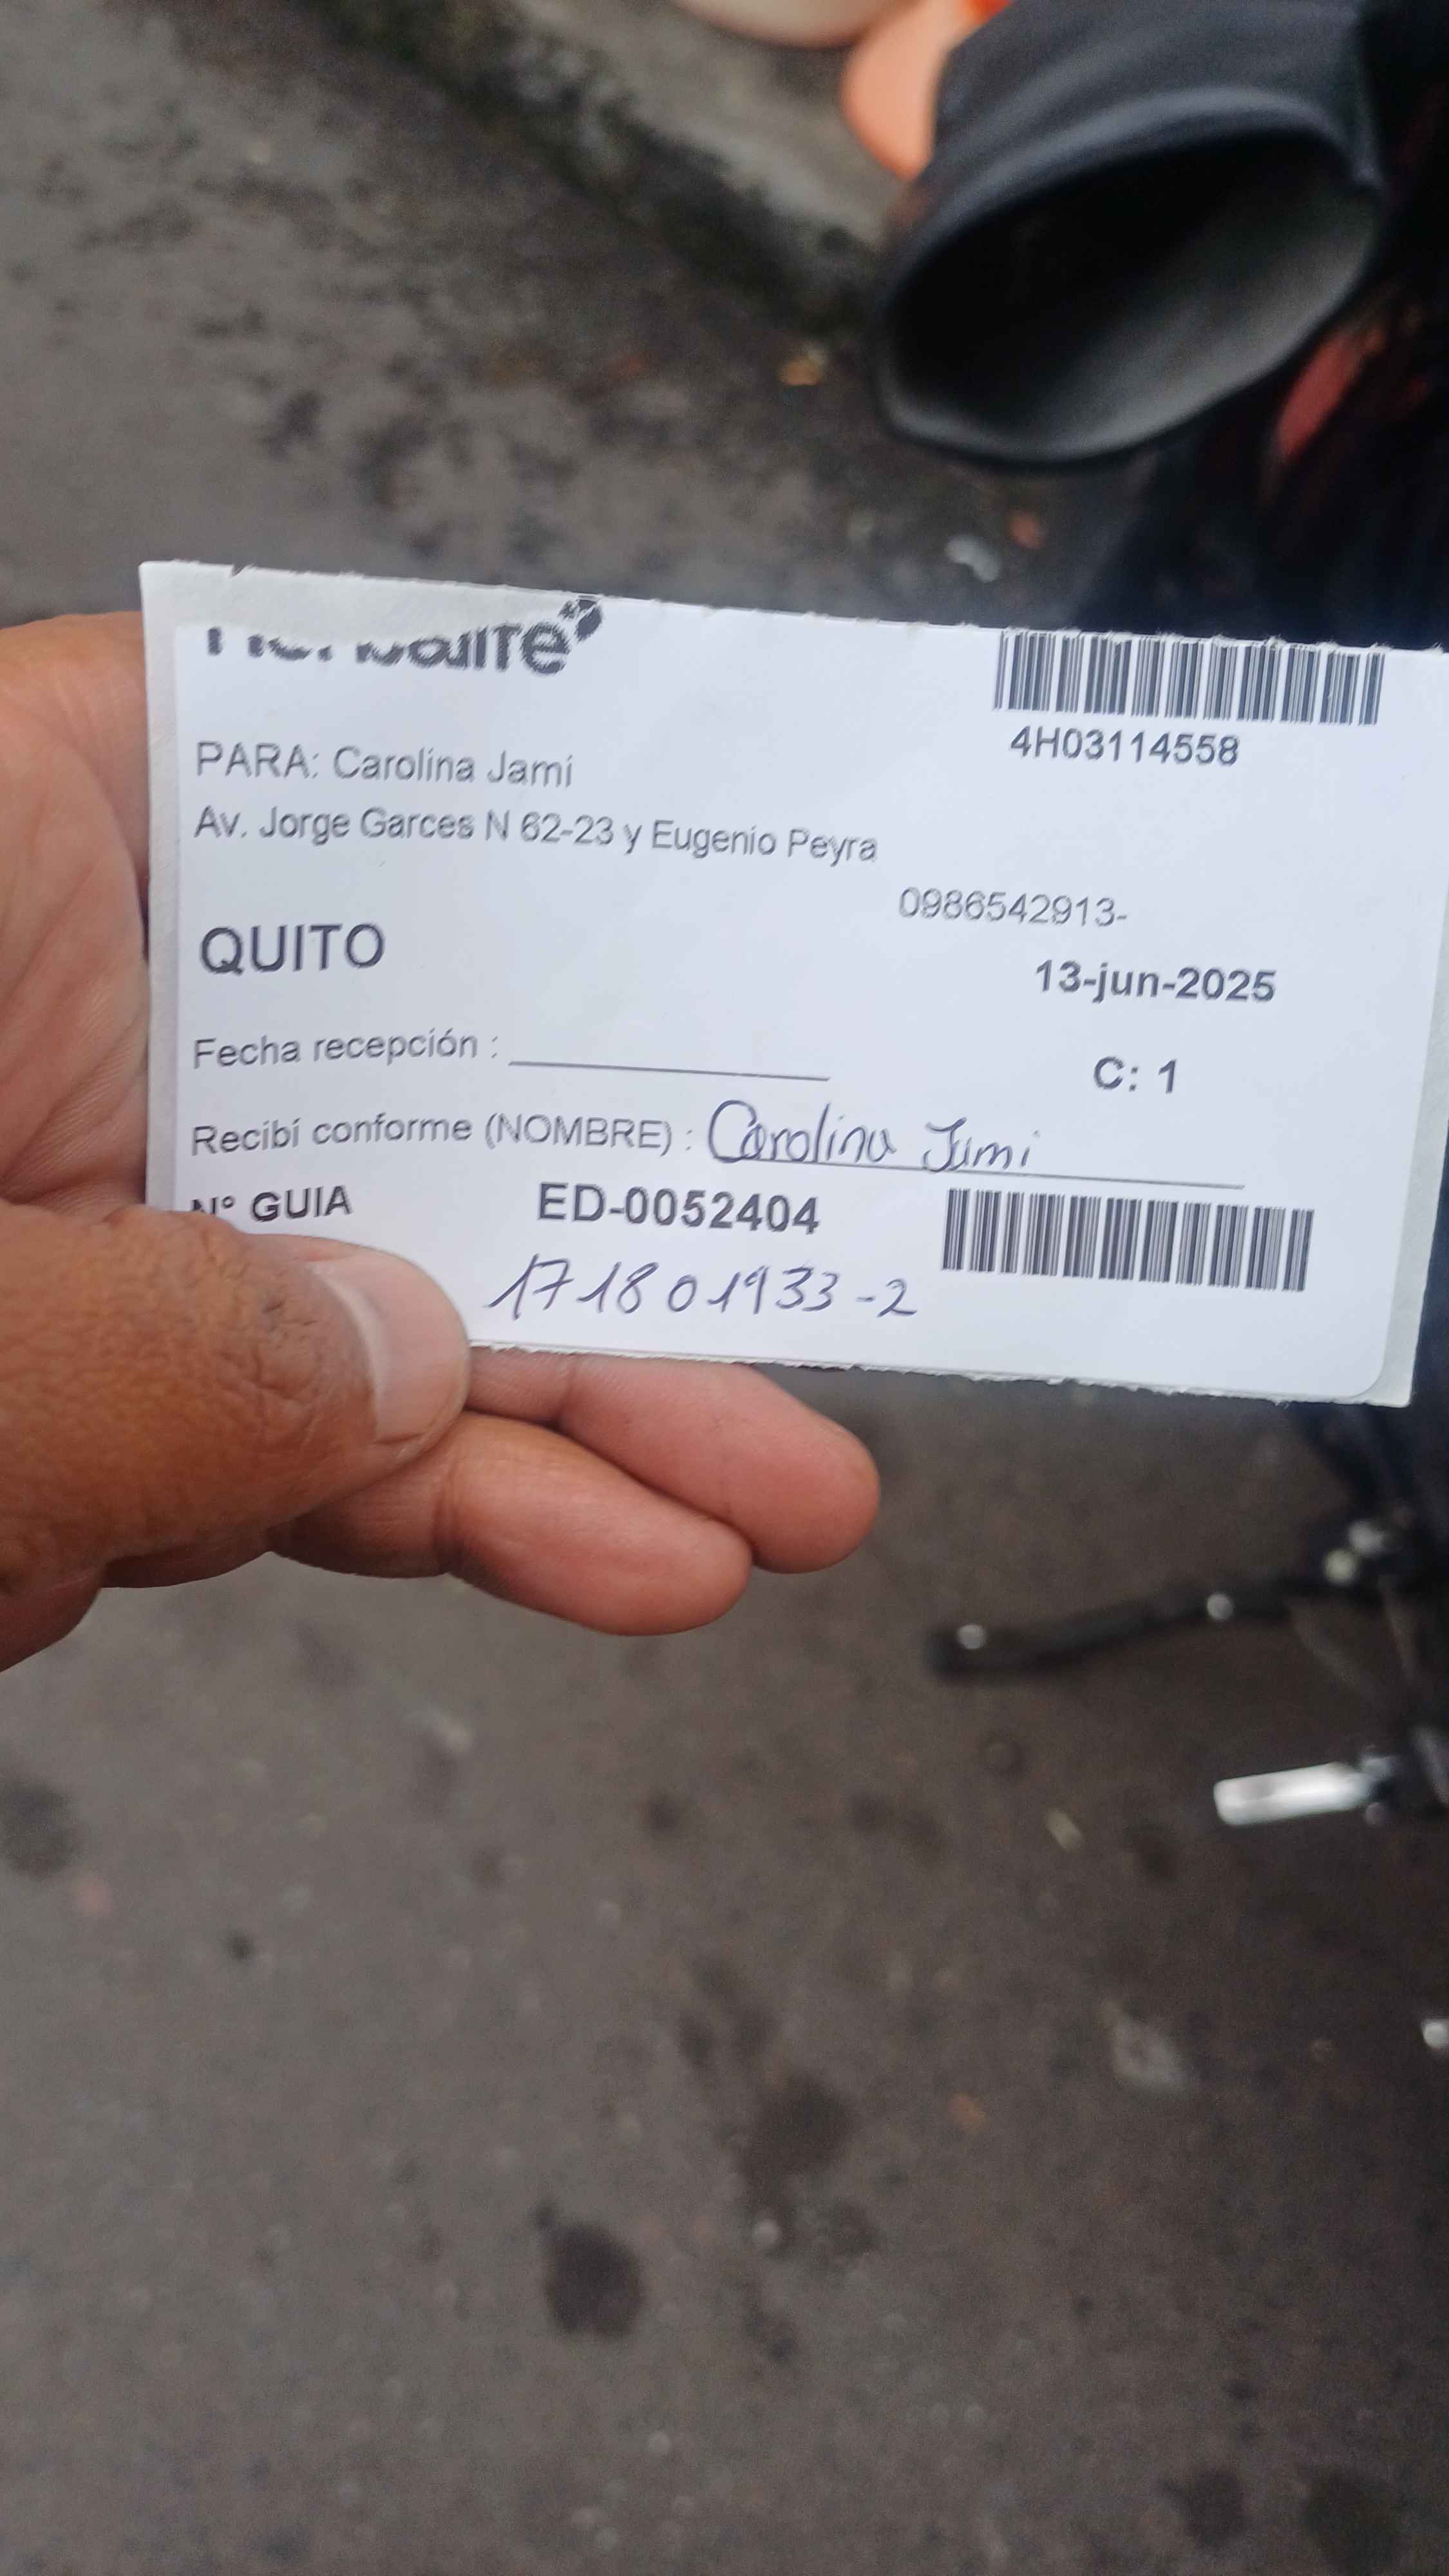 4H03114558
PARA: Carolina Jami
Av. Jorge Garces N 62-23 y Eugenio Peyra
0986542913-
QUITO
13-jun-2025
Fecha recepción :
C: 1
Recibí conforme (NOMBRE) : Carolina Jami
N° GUIA ED-0052404
171801933-2